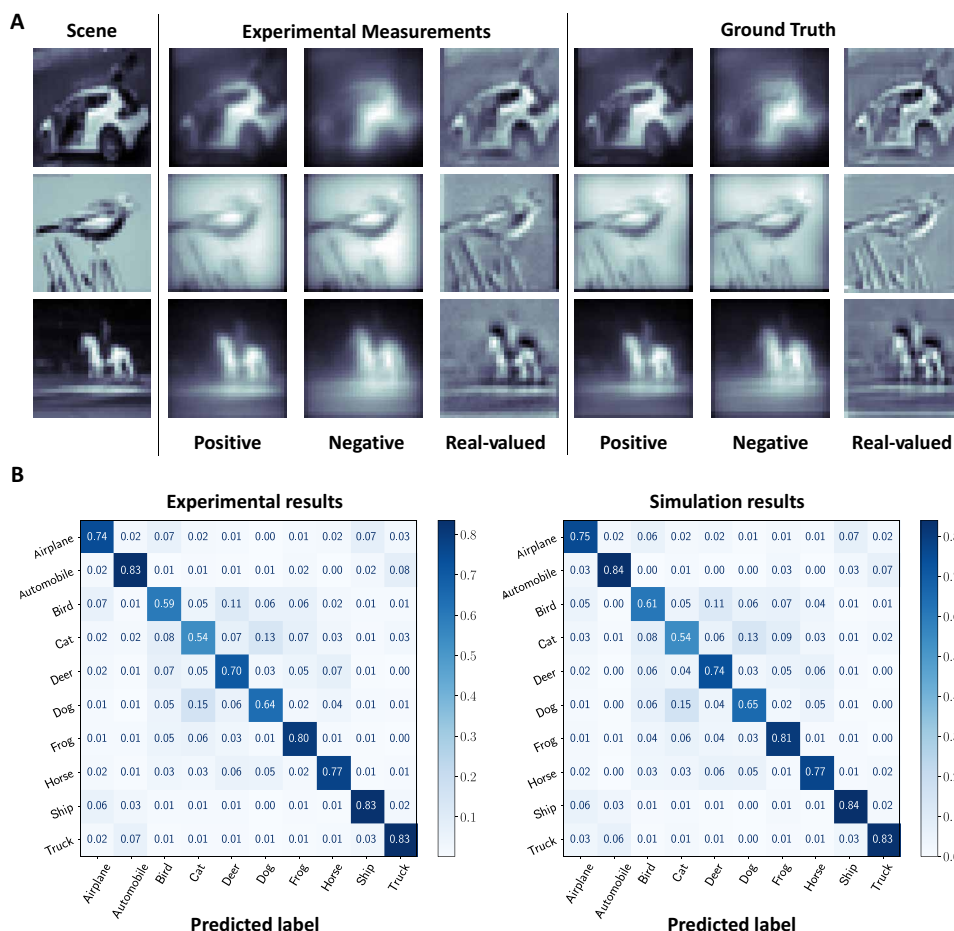 A
Scene
Experimental Measurements
Ground Truth
Positive
Negative
Real-valued
Positive
Negative
Real-valued
B
Experimental results
Airplane 0.74 0.02 0.07 0.02 0.01 0.00 0.01 0.02 0.07 0.03
Automobile 0.02 0.83 0.01 0.01 0.01 0.01 0.00 0.00 0.02 0.08
Bird 0.07 0.01 0.59 0.05 0.11 0.06 0.06 0.02 0.01 0.01
Cat 0.02 0.02 0.08 0.54 0.07 0.13 0.07 0.03 0.01 0.03
Deer 0.02 0.01 0.07 0.05 0.70 0.03 0.05 0.07 0.01 0.00
Dog 0.01 0.01 0.05 0.15 0.06 0.64 0.02 0.04 0.01 0.01
Frog 0.01 0.01 0.05 0.06 0.03 0.01 0.80 0.01 0.01 0.00
Horse 0.02 0.01 0.03 0.03 0.06 0.05 0.02 0.77 0.01 0.01
Ship 0.06 0.03 0.01 0.01 0.01 0.00 0.01 0.01 0.83 0.02
Truck 0.02 0.07 0.01 0.01 0.01 0.00 0.01 0.01 0.03 0.83
Airplane Automobile Bird Cat Deer Dog Frog Horse Ship Truck
Predicted label
0.8
0.7
0.6
0.5
0.4
0.3
0.2
0.1
Simulation results
Airplane 0.75 0.02 0.06 0.02 0.02 0.00 0.01 0.01 0.07 0.02
Automobile 0.03 0.84 0.01 0.01 0.00 0.00 0.01 0.00 0.03 0.07
Bird 0.05 0.00 0.61 0.05 0.11 0.06 0.07 0.04 0.01 0.01
Cat 0.03 0.01 0.08 0.54 0.06 0.13 0.09 0.03 0.01 0.02
Deer 0.02 0.00 0.06 0.04 0.74 0.03 0.05 0.06 0.01 0.00
Dog 0.01 0.00 0.05 0.15 0.04 0.65 0.02 0.05 0.01 0.01
Frog 0.01 0.01 0.04 0.06 0.04 0.03 0.81 0.01 0.01 0.00
Horse 0.02 0.00 0.02 0.03 0.06 0.05 0.01 0.77 0.00 0.01
Ship 0.06 0.03 0.01 0.01 0.01 0.00 0.01 0.01 0.84 0.02
Truck 0.03 0.06 0.01 0.01 0.00 0.00 0.01 0.01 0.03 0.83
Airplane Automobile Bird Cat Deer Dog Frog Horse Ship Truck
Predicted label